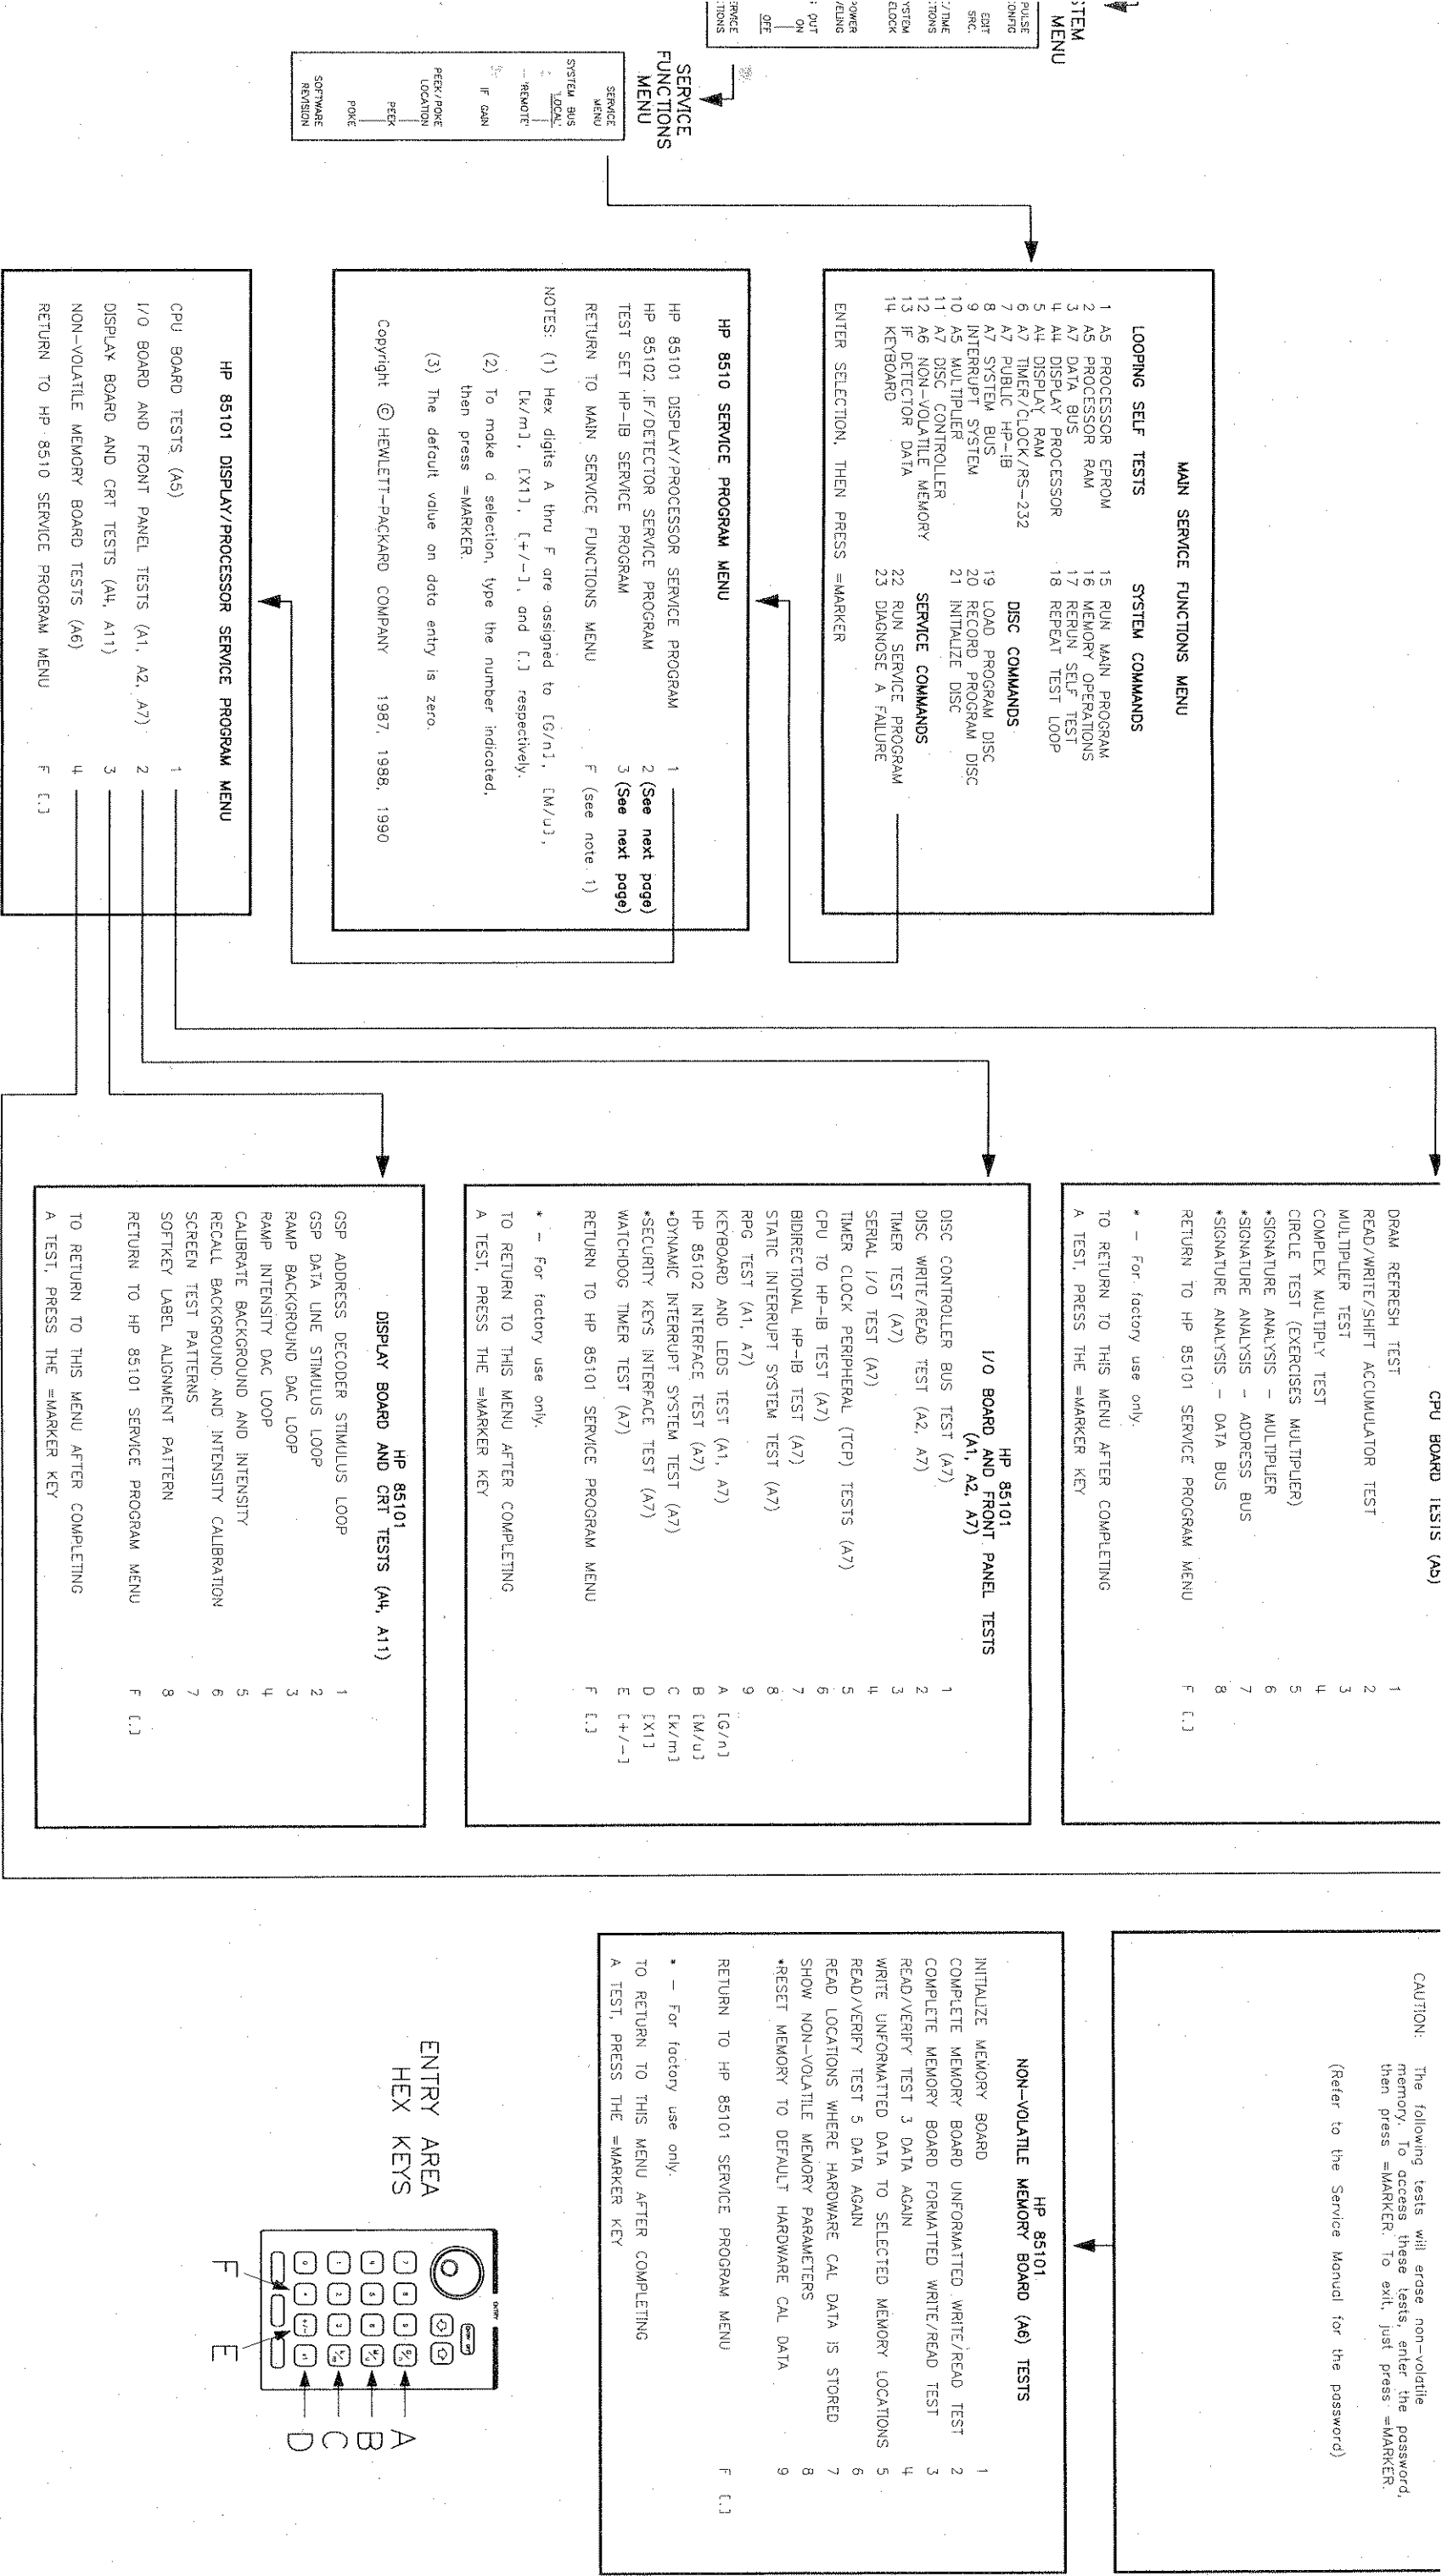 STEM
MENU
PULSE
CONFIG
EDIT
SRC.
OUT
ON
OFF
SERVICE
FUNCTIONS
MENU
SERVICE
MENU
SYSTEM BUS
'LOCAL'
'REMOTE'
IF GAIN
PEEK/POKE
LOCATION
PEEK
POKE
SOFTWARE
REVISION
MAIN SERVICE FUNCTIONS MENU
LOOPING SELF TESTS
1 A5 PROCESSOR EPROM
2 A5 PROCESSOR RAM
3 A7 DATA BUS
4 A4 DISPLAY PROCESSOR
5 A4 DISPLAY RAM
6 A7 TIMER/CLOCK/RS-232
7 A7 PUBLIC HP-IB
8 A7 SYSTEM BUS
9 INTERRUPT SYSTEM
10 A5 MULTIPLIER
11 A7 DISC CONTROLLER
12 A6 NON-VOLATILE MEMORY
13 IF DETECTOR DATA
14 KEYBOARD
SYSTEM COMMANDS
15 RUN MAIN PROGRAM
16 MEMORY OPERATIONS
17 RERUN SELF TEST
18 REPEAT TEST LOOP
DISC COMMANDS
19 LOAD PROGRAM DISC
20 RECORD PROGRAM DISC
21 INITIALIZE DISC
SERVICE COMMANDS
22 RUN SERVICE PROGRAM
23 DIAGNOSE A FAILURE
ENTER SELECTION, THEN PRESS =MARKER
HP 8510 SERVICE PROGRAM MENU
HP 85101 DISPLAY/PROCESSOR SERVICE PROGRAM 1
HP 85102 IF/DETECTOR SERVICE PROGRAM 2 (See next page)
TEST SET HP-IB SERVICE PROGRAM 3 (See next page)
RETURN TO MAIN SERVICE FUNCTIONS MENU F (see note 1)
NOTES: (1) Hex digits A thru F are assigned to [G/n], [M/u],
[k/m], [X1], [+/-], and [.] respectively.
(2) To make a selection, type the number indicated,
then press =MARKER.
(3) The default value on data entry is zero.
Copyright © HEWLETT-PACKARD COMPANY 1987, 1988, 1990
HP 85101 DISPLAY/PROCESSOR SERVICE PROGRAM MENU
CPU BOARD TESTS (A5) 1
I/O BOARD AND FRONT PANEL TESTS (A1, A2, A7) 2
DISPLAY BOARD AND CRT TESTS (A4, A11) 3
NON-VOLATILE MEMORY BOARD TESTS (A6) 4
RETURN TO HP 8510 SERVICE PROGRAM MENU F [.]
CPU BOARD TESTS (A5)
DRAM REFRESH TEST 1
READ/WRITE/SHIFT ACCUMULATOR TEST 2
MULTIPLIER TEST 3
COMPLEX MULTIPLY TEST 4
CIRCLE TEST (EXERCISES MULTIPLIER) 5
*SIGNATURE ANALYSIS - MULTIPLIER 6
*SIGNATURE ANALYSIS - ADDRESS BUS 7
*SIGNATURE ANALYSIS - DATA BUS 8
RETURN TO HP 85101 SERVICE PROGRAM MENU F [.]
* - For factory use only.
TO RETURN TO THIS MENU AFTER COMPLETING
A TEST, PRESS THE =MARKER KEY
HP 85101
I/O BOARD AND FRONT PANEL TESTS
(A1, A2, A7)
DISC CONTROLLER BUS TEST (A7) 1
DISC WRITE/READ TEST (A2, A7) 2
TIMER TEST (A7) 3
SERIAL I/O TEST (A7) 4
TIMER CLOCK PERIPHERAL (TCP) TESTS (A7) 5
CPU TO HP-IB TEST (A7) 6
BIDIRECTIONAL HP-IB TEST (A7) 7
STATIC INTERRUPT SYSTEM TEST (A7) 8
RPG TEST (A1, A7) 9
KEYBOARD AND LEDS TEST (A1, A7) A [G/n]
HP 85102 INTERFACE TEST (A7) B [M/u]
*DYNAMIC INTERRUPT SYSTEM TEST (A7) C [k/m]
*SECURITY KEYS INTERFACE TEST (A7) D [X1]
WATCHDOG TIMER TEST (A7) E [+/-]
RETURN TO HP 85101 SERVICE PROGRAM MENU F [.]
* - For factory use only.
TO RETURN TO THIS MENU AFTER COMPLETING
A TEST, PRESS THE =MARKER KEY
HP 85101
DISPLAY BOARD AND CRT TESTS (A4, A11)
GSP ADDRESS DECODER STIMULUS LOOP 1
GSP DATA LINE STIMULUS LOOP 2
RAMP BACKGROUND DAC LOOP 3
RAMP INTENSITY DAC LOOP 4
CALIBRATE BACKGROUND AND INTENSITY 5
RECALL BACKGROUND AND INTENSITY CALIBRATION 6
SCREEN TEST PATTERNS 7
SOFTKEY LABEL ALIGNMENT PATTERN 8
RETURN TO HP 85101 SERVICE PROGRAM MENU F [.]
TO RETURN TO THIS MENU AFTER COMPLETING
A TEST, PRESS THE =MARKER KEY
CAUTION: The following tests will erase non-volatile
memory. To access these tests, enter the password,
then press =MARKER. To exit, just press =MARKER.
(Refer to the Service Manual for the password)
HP 85101
NON-VOLATILE MEMORY BOARD (A6) TESTS
INITIALIZE MEMORY BOARD 1
COMPLETE MEMORY BOARD UNFORMATTED WRITE/READ TEST 2
COMPLETE MEMORY BOARD FORMATTED WRITE/READ TEST 3
READ/VERIFY TEST 3 DATA AGAIN 4
WRITE UNFORMATTED DATA TO SELECTED MEMORY LOCATIONS 5
READ/VERIFY TEST 5 DATA AGAIN 6
READ LOCATIONS WHERE HARDWARE CAL DATA IS STORED 7
SHOW NON-VOLATILE MEMORY PARAMETERS 8
*RESET MEMORY TO DEFAULT HARDWARE CAL DATA 9
RETURN TO HP 85101 SERVICE PROGRAM MENU F [.]
* - For factory use only.
TO RETURN TO THIS MENU AFTER COMPLETING
A TEST, PRESS THE =MARKER KEY
ENTRY AREA
HEX KEYS
ENTRY
A
B
C
D
E
F